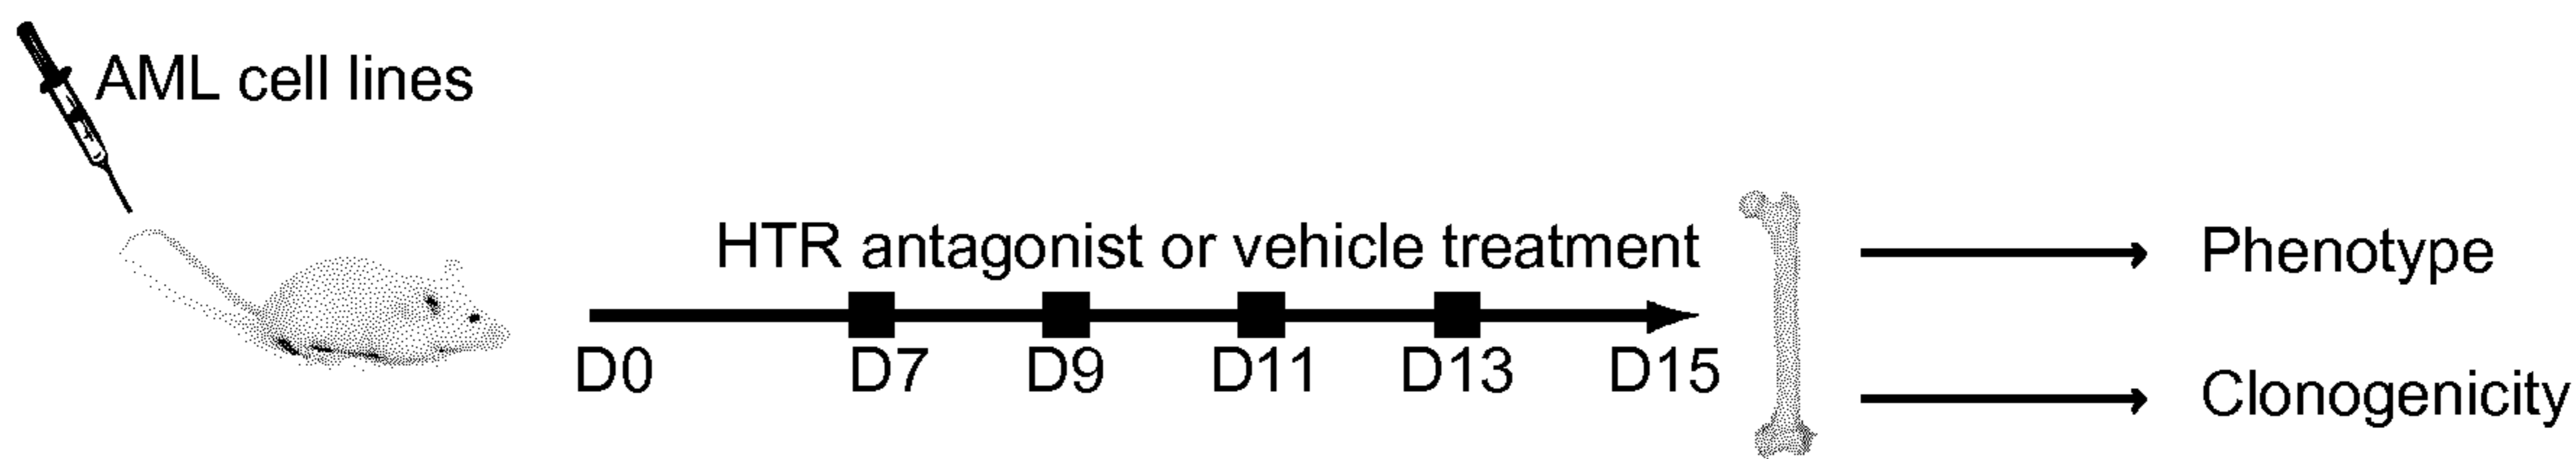 AML cell lines
HTR antagonist or vehicle treatment
D0 D7 D9 D11 D13 D15
Phenotype
Clonogenicity